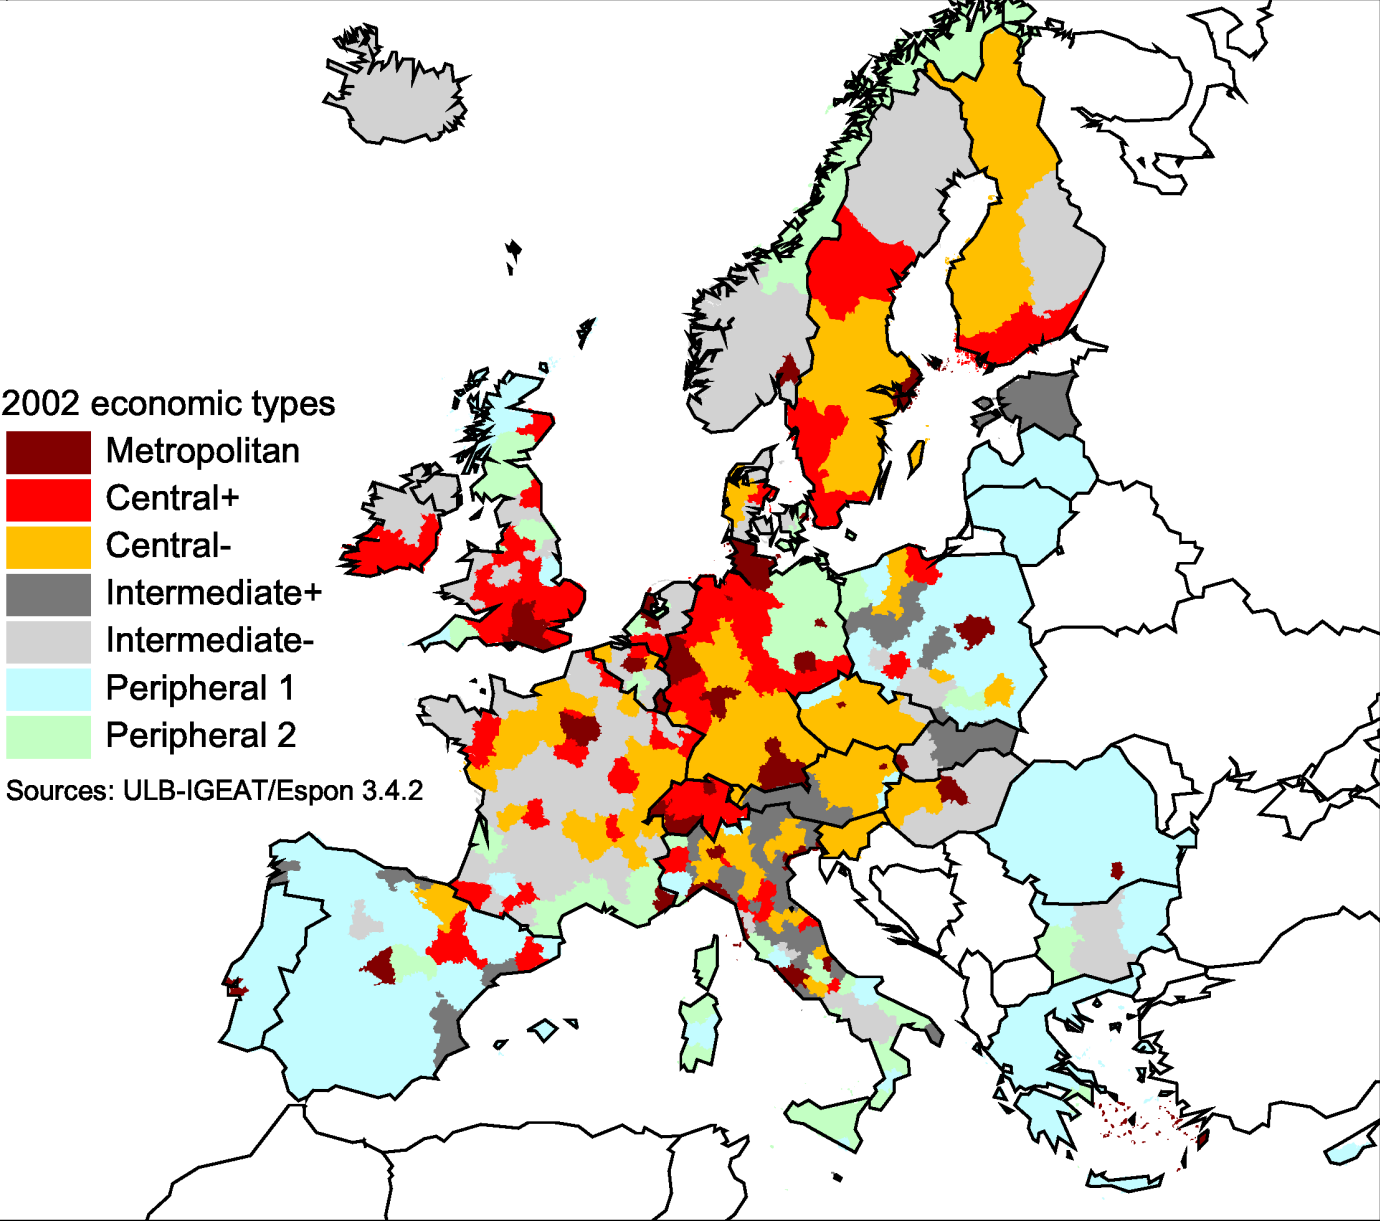 2002 economic types
Metropolitan
Central+
Central-
Intermediate+
Intermediate-
Peripheral 1
Peripheral 2
Sources: ULB-IGEAT/Espon 3.4.2